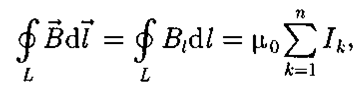 ∮_L B⃗ dl⃗ = ∮_L B_l dl = μ₀ ∑_{k=1}^{n} I_k,